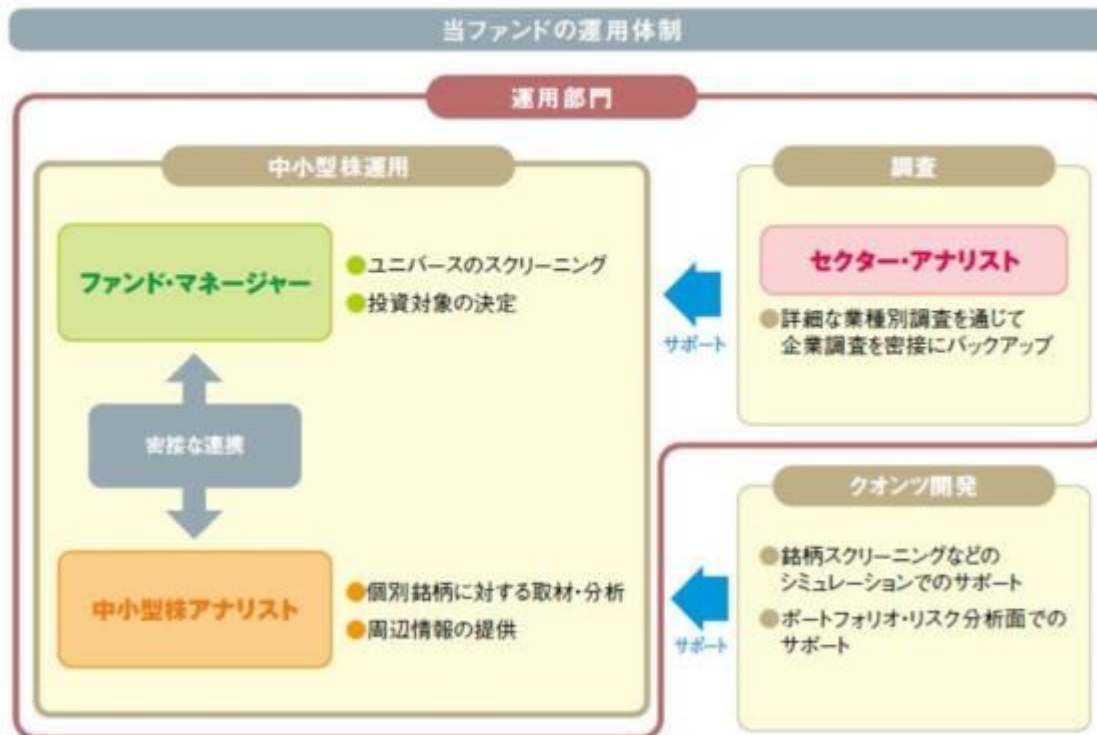 当ファンドの運用体制
運用部門
中小型株運用
ファンド・マネージャー
●ユニバースのスクリーニング
●投資対象の決定
密接な連携
中小型株アナリスト
●個別銘柄に対する取材・分析
●周辺情報の提供
サポート
調査
セクター・アナリスト
●詳細な業種別調査を通じて
企業調査を密接にバックアップ
サポート
クオンツ開発
●銘柄スクリーニングなどの
シミュレーションでのサポート
●ポートフォリオ・リスク分析面での
サポート